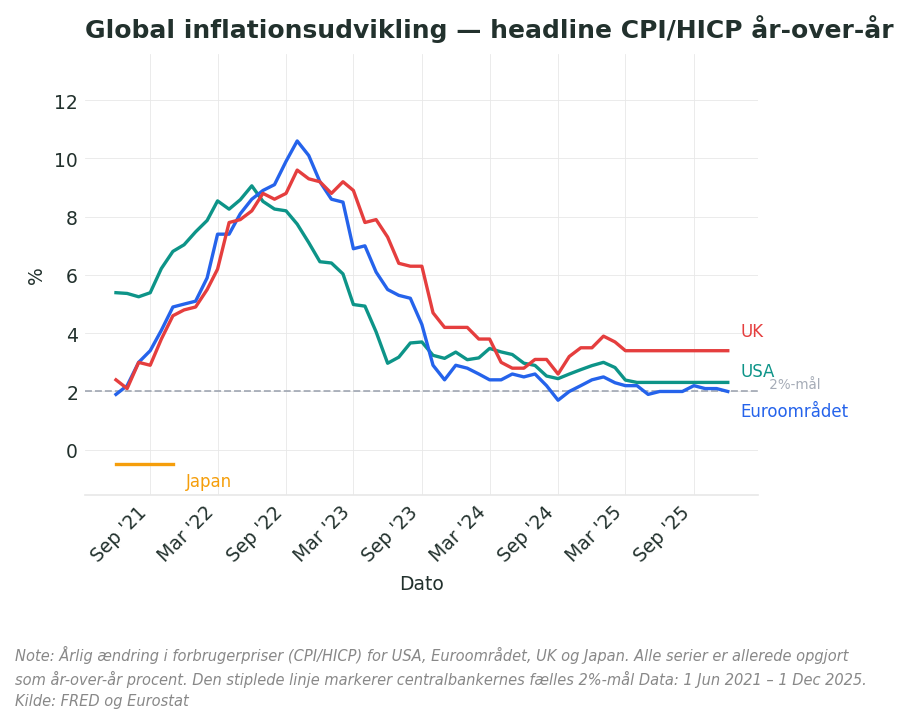 Global inflationsudvikling — headline CPI/HICP år-over-år
12
10
8
6
4
2
0
%
UK
USA
2%-mål
Euroområdet
Japan
Sep '21
Mar '22
Sep '22
Mar '23
Sep '23
Mar '24
Sep '24
Mar '25
Sep '25
Dato
Note: Årlig ændring i forbrugerpriser (CPI/HICP) for USA, Euroområdet, UK og Japan. Alle serier er allerede opgjort
som år-over-år procent. Den stiplede linje markerer centralbankernes fælles 2%-mål Data: 1 Jun 2021 – 1 Dec 2025.
Kilde: FRED og Eurostat